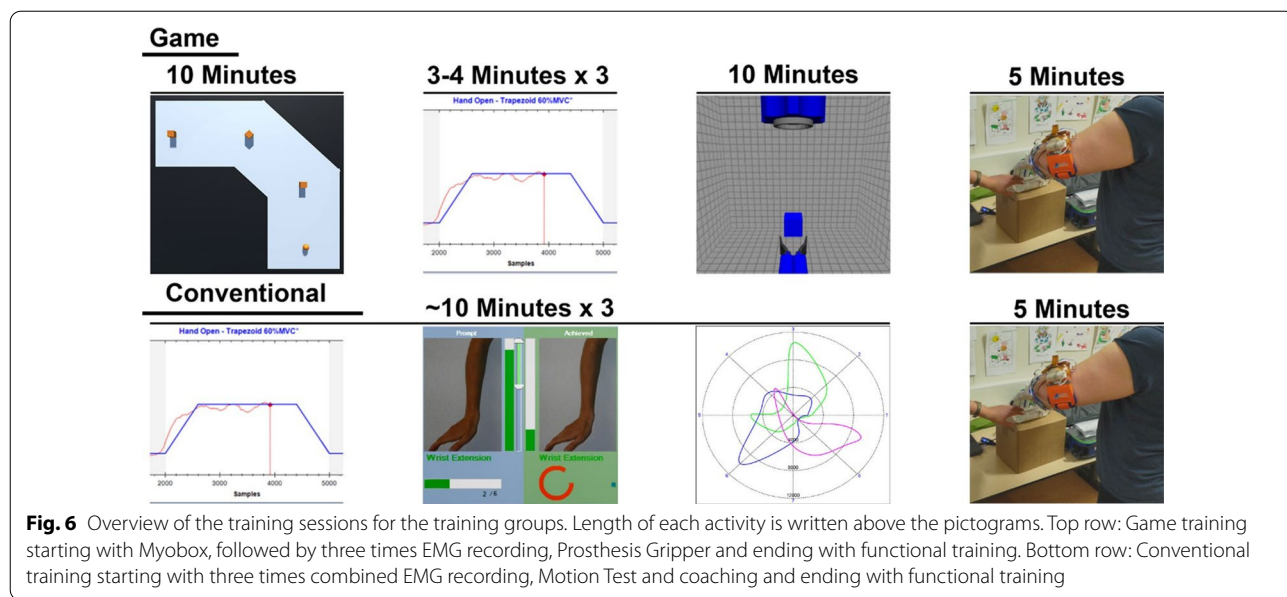 Game
10 Minutes
3-4 Minutes x 3
10 Minutes
5 Minutes
Hand Open - Trapezoid 60%MVC"
2000 3000 4000 5000
Samples
Conventional
~10 Minutes x 3
5 Minutes
Hand Open - Trapezoid 60%MVC"
2000 3000 4000 5000
Samples
Prompt
Achieved
Wrist Extension
Wrist Extension
2 / 6
Fig. 6 Overview of the training sessions for the training groups. Length of each activity is written above the pictograms. Top row: Game training
starting with Myobox, followed by three times EMG recording, Prosthesis Gripper and ending with functional training. Bottom row: Conventional
training starting with three times combined EMG recording, Motion Test and coaching and ending with functional training